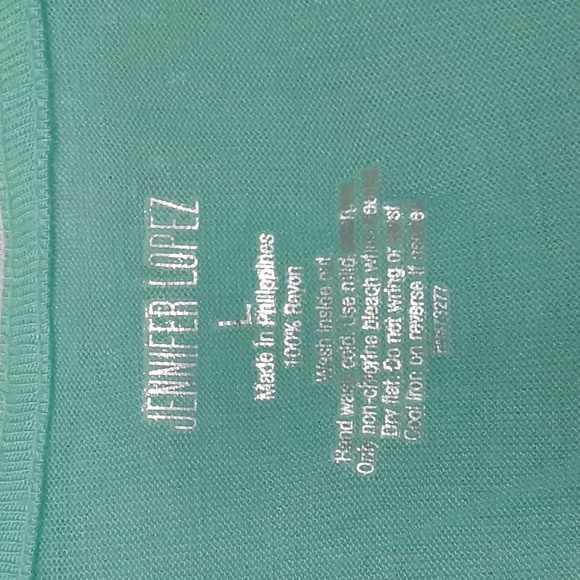 JENNIFER LOPEZ
L
Made in Philippines
100% Rayon
Wash inside out
Hand wash cold, use mild
Only non-chlorine bleach when
Dry flat. Do not wring or
Cool iron on reverse if needed